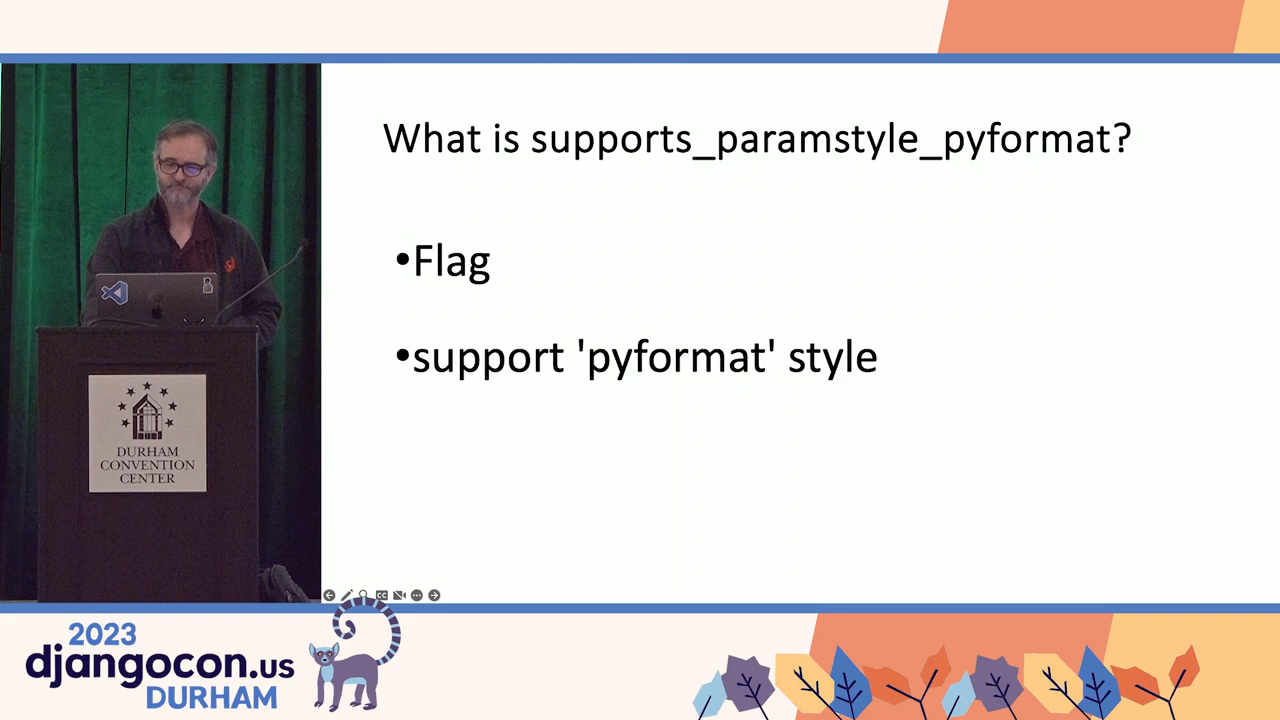 What is supports_paramstyle_pyformat?
•Flag
•support 'pyformat' style
DURHAM
CONVENTION
CENTER
2023
djangocon.us
DURHAM